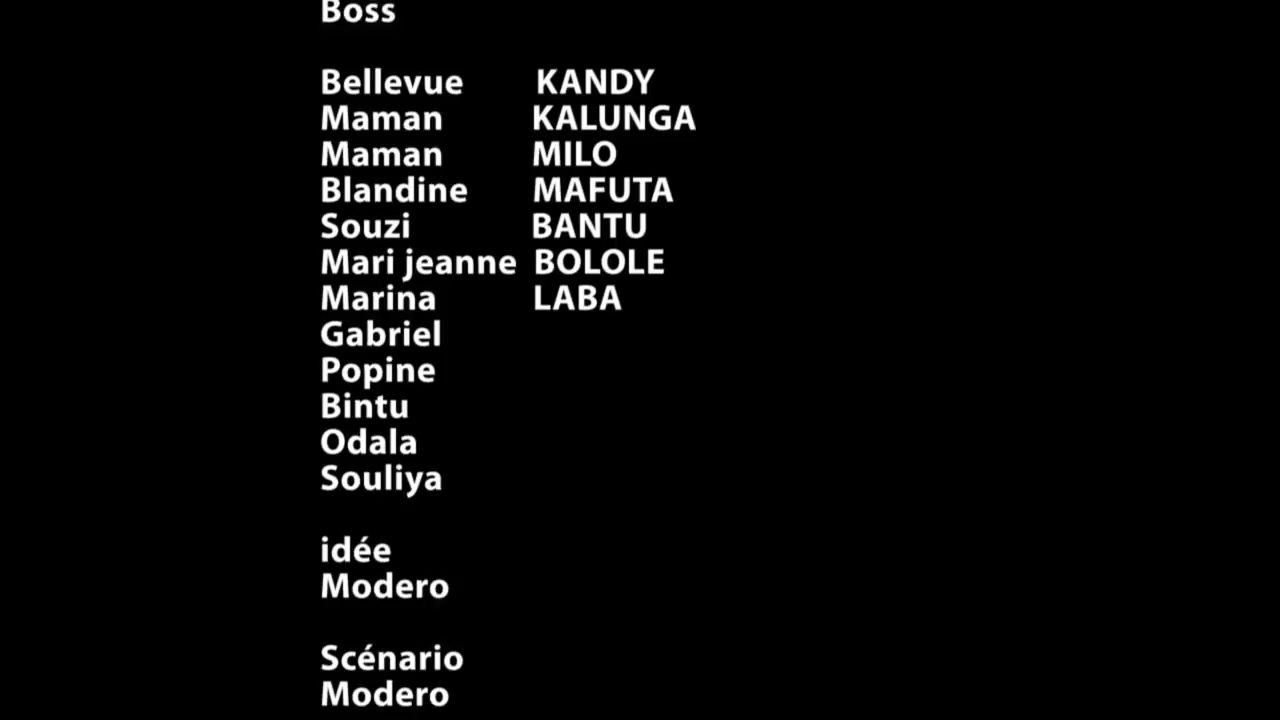 Boss
Bellevue KANDY
Maman KALUNGA
Maman MILO
Blandine MAFUTA
Souzi BANTU
Mari jeanne BOLOLE
Marina LABA
Gabriel
Popine
Bintu
Odala
Souliya
idée
Modero
Scénario
Modero